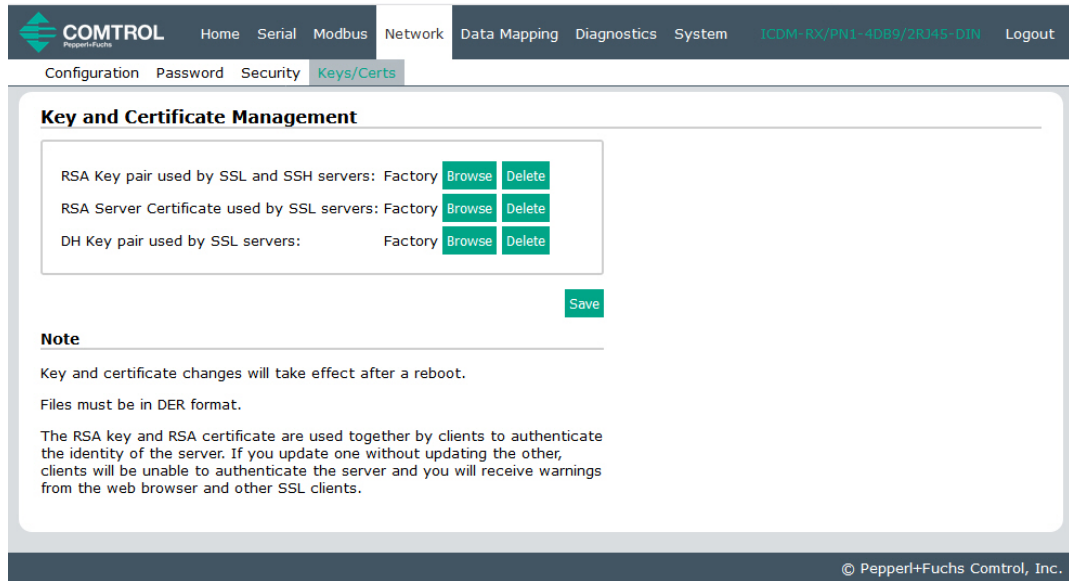 COMTROL
Pepperl+Fuchs
Home Serial Modbus Network Data Mapping Diagnostics System ICDM-RX/PN1-4DB9/2RJ45-DIN Logout
Configuration Password Security Keys/Certs
Key and Certificate Management
RSA Key pair used by SSL and SSH servers: Factory Browse Delete
RSA Server Certificate used by SSL servers: Factory Browse Delete
DH Key pair used by SSL servers: Factory Browse Delete
Save
Note
Key and certificate changes will take effect after a reboot.
Files must be in DER format.
The RSA key and RSA certificate are used together by clients to authenticate
the identity of the server. If you update one without updating the other,
clients will be unable to authenticate the server and you will receive warnings
from the web browser and other SSL clients.
© Pepperl+Fuchs Comtrol, Inc.